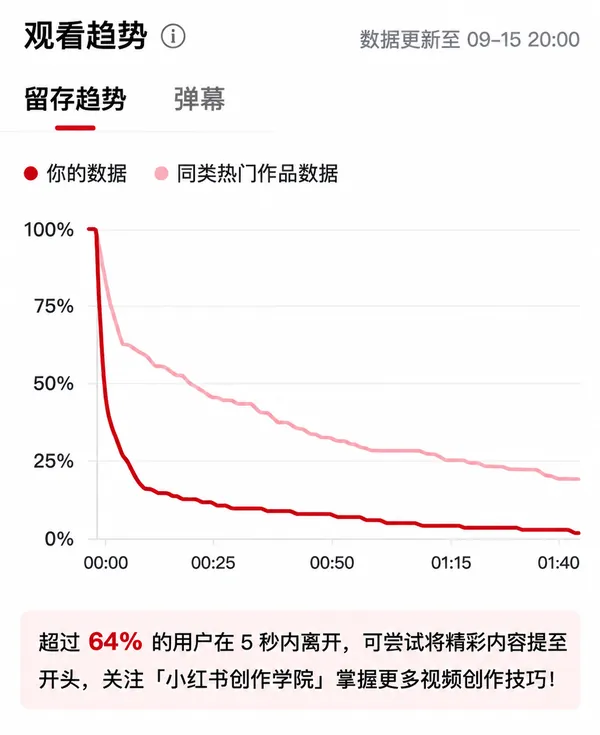 观看趋势
数据更新至 09-15 20:00
留存趋势 弹幕
你的数据 同类热门作品数据
100%
75%
50%
25%
0%
00:00 00:25 00:50 01:15 01:40
超过 64% 的用户在 5 秒内离开，可尝试将精彩内容提至
开头，关注「小红书创作学院」掌握更多视频创作技巧！